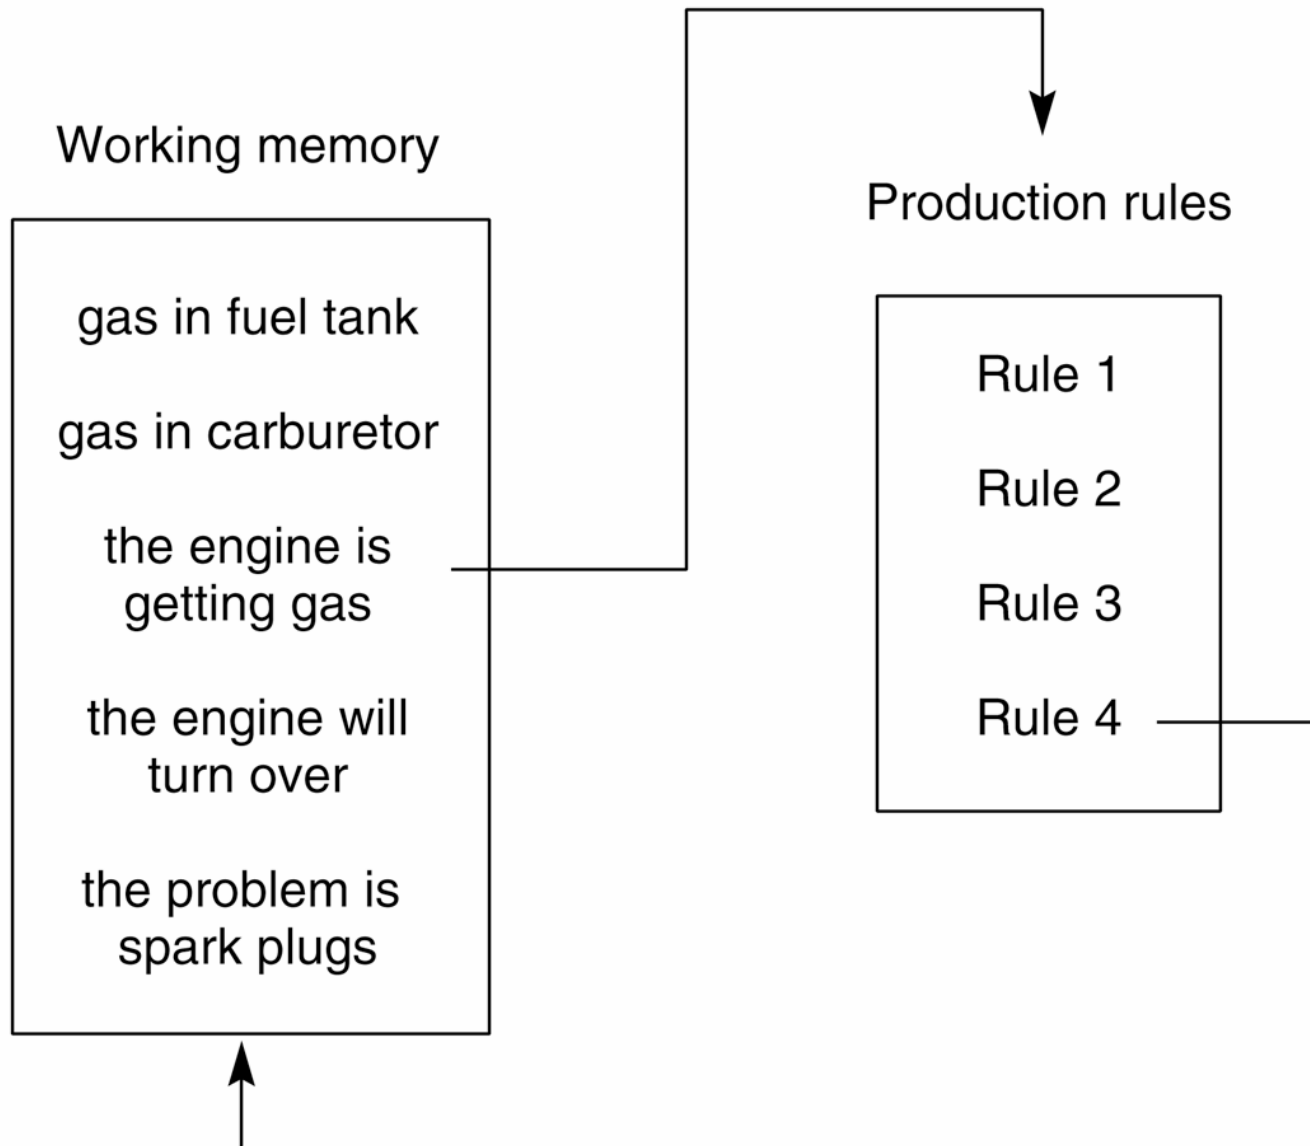 Working memory
gas in fuel tank
gas in carburetor
the engine is
getting gas
the engine will
turn over
the problem is
spark plugs
Production rules
Rule 1
Rule 2
Rule 3
Rule 4